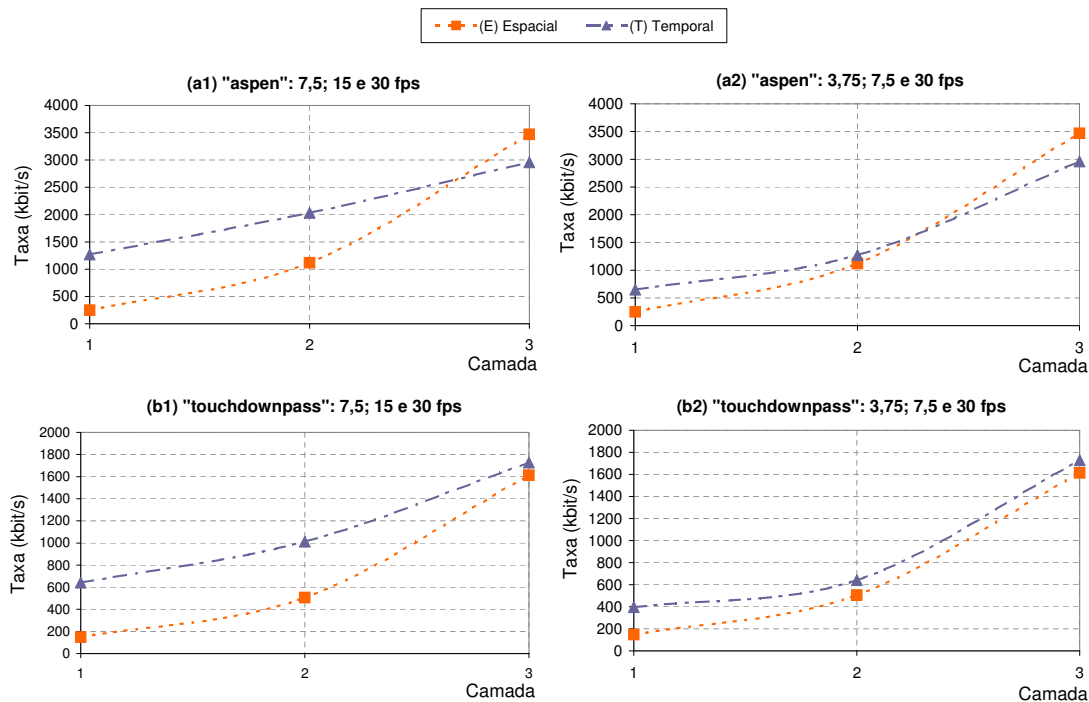 (E) Espacial (T) Temporal
(a1) "aspen": 7,5; 15 e 30 fps
4000
3500
3000
2500
2000
1500
1000
500
0
Taxa (kbit/s)
1 2 3
Camada
(a2) "aspen": 3,75; 7,5 e 30 fps
4000
3500
3000
2500
2000
1500
1000
500
0
Taxa (kbit/s)
1 2 3
Camada
(b1) "touchdownpass": 7,5; 15 e 30 fps
2000
1800
1600
1400
1200
1000
800
600
400
200
0
Taxa (kbit/s)
1 2 3
Camada
(b2) "touchdownpass": 3,75; 7,5 e 30 fps
2000
1800
1600
1400
1200
1000
800
600
400
200
0
Taxa (kbit/s)
1 2 3
Camada